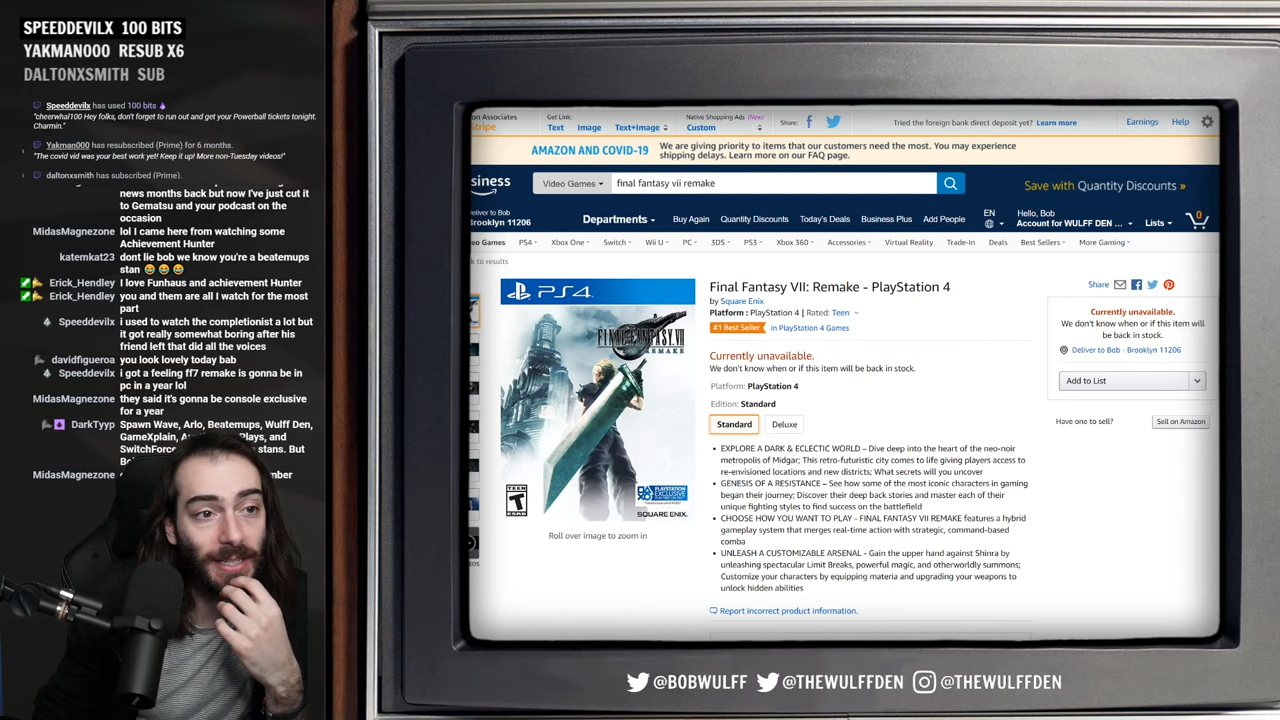 SPEEDDEVILX 100 BITS
YAKMAN000 RESUB X6
DALTONXSMITH SUB
Speeddevilx has used 100 bits
"cheerwhal100 Hey folks, don't forget to run out and get your Powerball tickets tonight.
Charmin."
Yakman000 has resubscribed (Prime) for 6 months.
"The covid vid was your best work yet! Keep it up! More non-Tuesday videos!"
daltonxsmith has subscribed (Prime).
news months back but now I've just cut it
to Gematsu and your podcast on the
occasion
MidasMagnezone lol I came here from watching some
Achievement Hunter
katemkat23 dont lie bob we know you're a beatemups
stan
Erick_Hendley I love Funhaus and achievement Hunter
Erick_Hendley you and them are all I watch for the most
part
Speeddevilx i used to watch the completionist a lot but
hes really somewhat boring after his
buddy left that did all the voices
davidfigueroa you look lovely today bab
Speeddevilx i got a feeling ff7 remake is gonna be
on pc in a year lol
MidasMagnezone they said it's gonna be console exclusive
for a year
DarkTyyp Spawn Wave, Arlo, Beatemups, Wulff Den,
GameXplain, Plays, and
stans. But
MidasMagnezone
on Associates
Stripe
Get Link:
Text Image Text+Image
Native Shopping Ads (New)
Custom
Share:
Tried the foreign bank direct deposit yet? Learn more
Earnings Help
AMAZON AND COVID-19
We are giving priority to items that our customers need the most. You may experience
shipping delays. Learn more on our FAQ page.
siness
Video Games
final fantasy vii remake
Save with Quantity Discounts »
Deliver to Bob
Brooklyn 11206
Departments
Buy Again Quantity Discounts Today's Deals Business Plus Add People
EN
Hello, Bob
Account for WULFF DEN ...
Lists
0
eo Games PS4 Xbox One Switch Wii U PC 3DS PS3 Xbox 360 Accessories Virtual Reality Trade-In Deals Best Sellers More Gaming
k to results
PS4
FINAL FANTASY VII
REMAKE
TEEN
T
ESRB
PLAYSTATION
EXCLUSIVE
SQUARE ENIX
Roll over image to zoom in
Final Fantasy VII: Remake - PlayStation 4
by Square Enix
Platform : PlayStation 4 | Rated: Teen
#1 Best Seller in PlayStation 4 Games
Currently unavailable.
We don't know when or if this item will be back in stock.
Platform: PlayStation 4
Edition: Standard
Standard Deluxe
• EXPLORE A DARK & ECLECTIC WORLD – Dive deep into the heart of the neo-noir
metropolis of Midgar; This retro-futuristic city comes to life giving players access to
re-envisioned locations and new districts; What secrets will you uncover
• GENESIS OF A RESISTANCE – See how some of the most iconic characters in gaming
began their journey; Discover their deep back stories and master each of their
unique fighting styles to find success on the battlefield
• CHOOSE HOW YOU WANT TO PLAY - FINAL FANTASY VII REMAKE features a hybrid
gameplay system that merges real-time action with strategic, command-based
comba
• UNLEASH A CUSTOMIZABLE ARSENAL - Gain the upper hand against Shinra by
unleashing spectacular Limit Breaks, powerful magic, and otherworldly summons;
Customize your characters by equipping materia and upgrading your weapons to
unlock hidden abilities
Report incorrect product information.
Share
Currently unavailable.
We don't know when or if this item will
be back in stock.
Deliver to Bob - Brooklyn 11206
Add to List
Have one to sell?
Sell on Amazon
@BOBWULFF @THEWULFFDEN @THEWULFFDEN